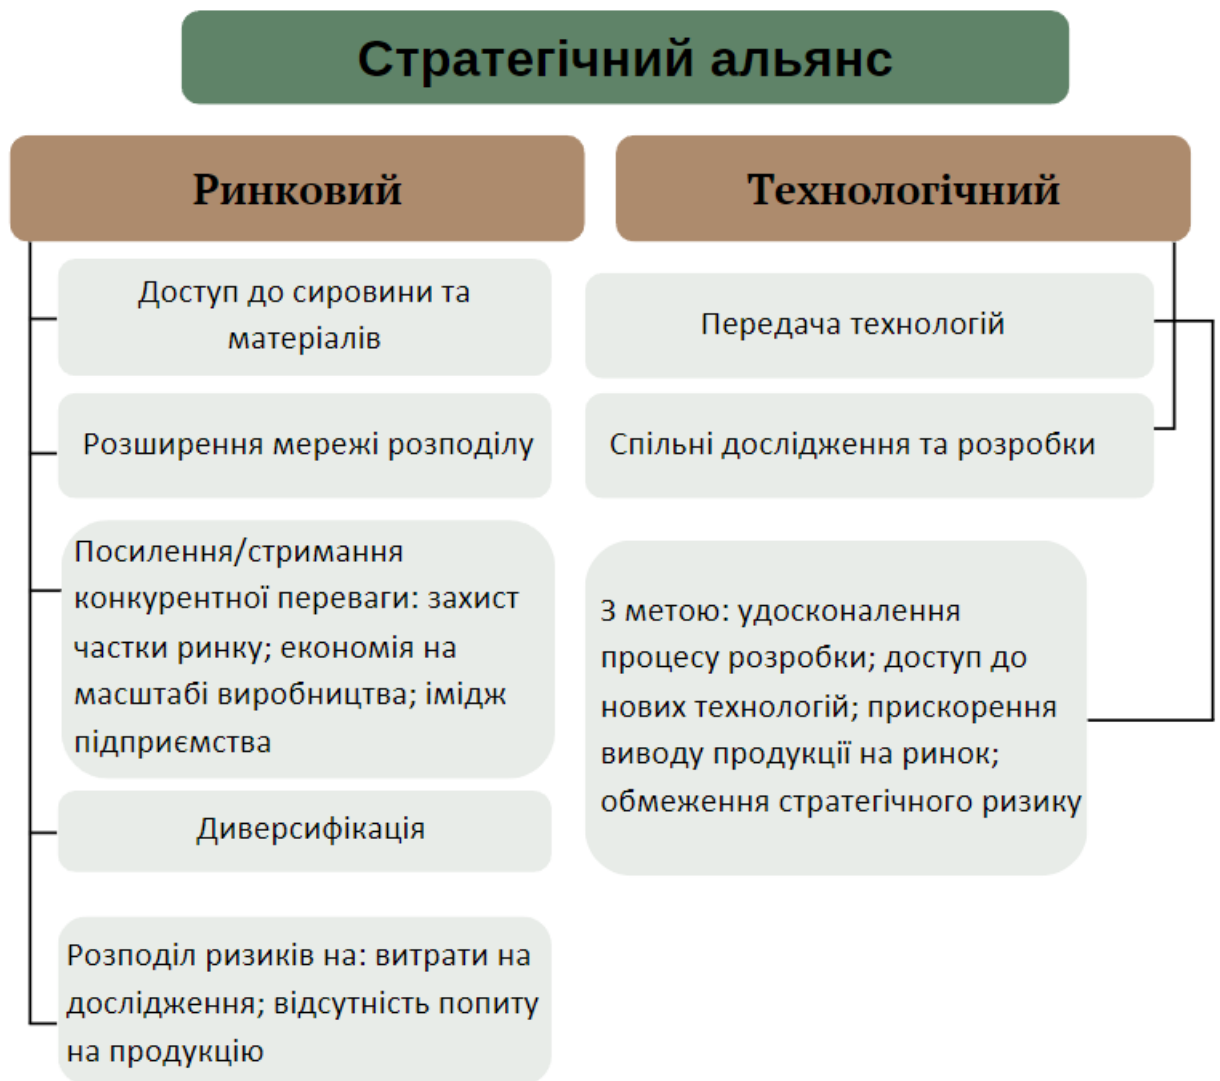 Стратегічний альянс
Ринковий
Доступ до сировини та
матеріалів
Розширення мережі розподілу
Посилення/стримання
конкурентної переваги: захист
частки ринку; економія на
масштабі виробництва; імідж
підприємства
Диверсифікація
Розподіл ризиків на: витрати на
дослідження; відсутність попиту
на продукцію
Технологічний
Передача технологій
Спільні дослідження та розробки
З метою: удосконалення
процесу розробки; доступ до
нових технологій; прискорення
виводу продукції на ринок;
обмеження стратегічного ризику